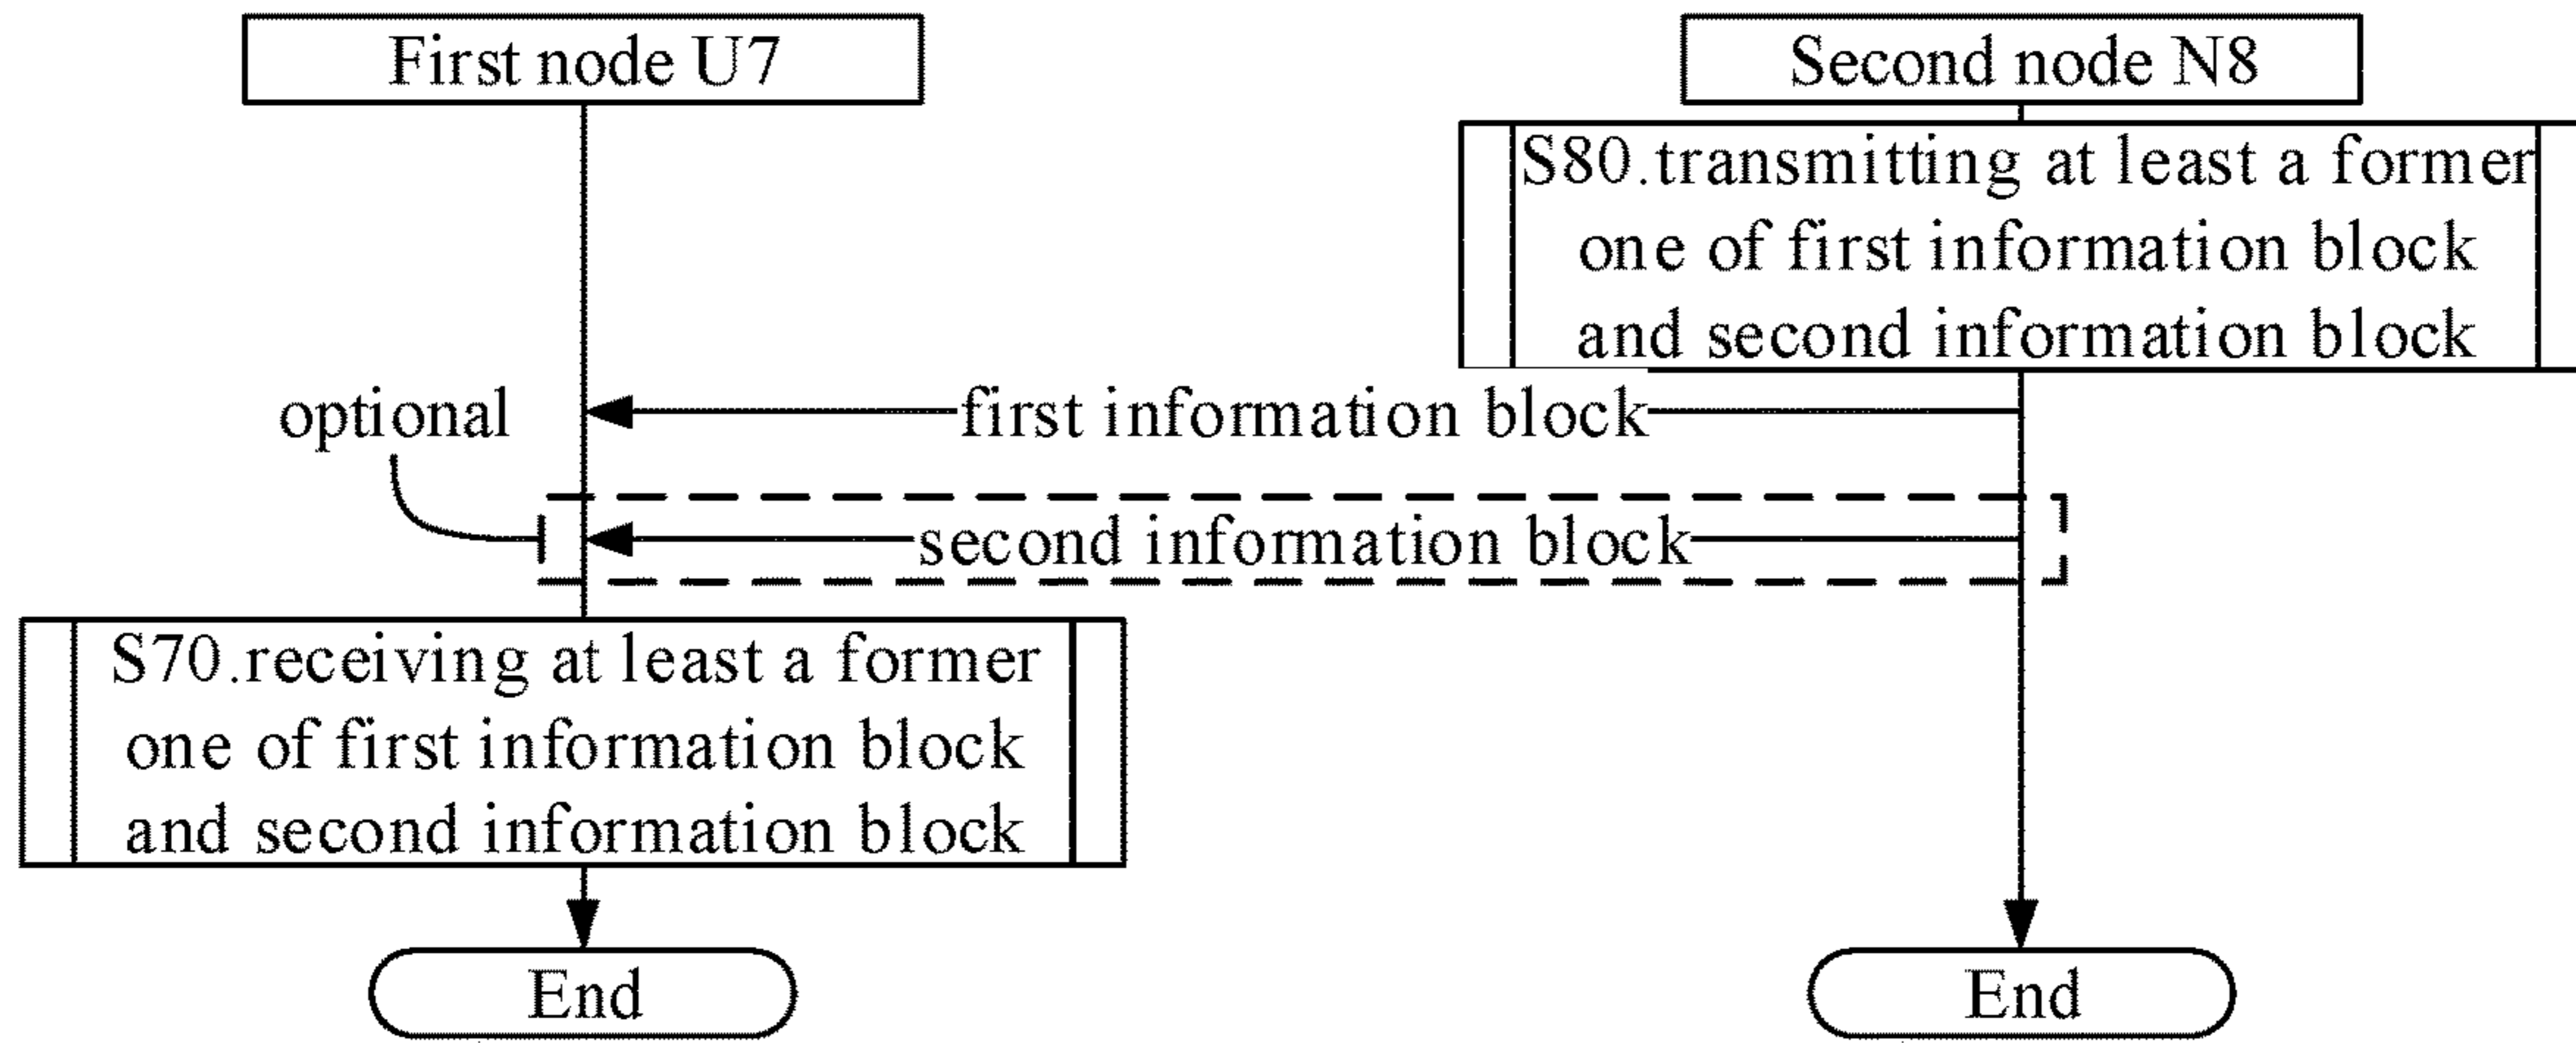 First node U7
Second node N8
S80.transmitting at least a former
one of first information block
and second information block
optional
first information block
second information block
S70.receiving at least a former
one of first information block
and second information block
End
End